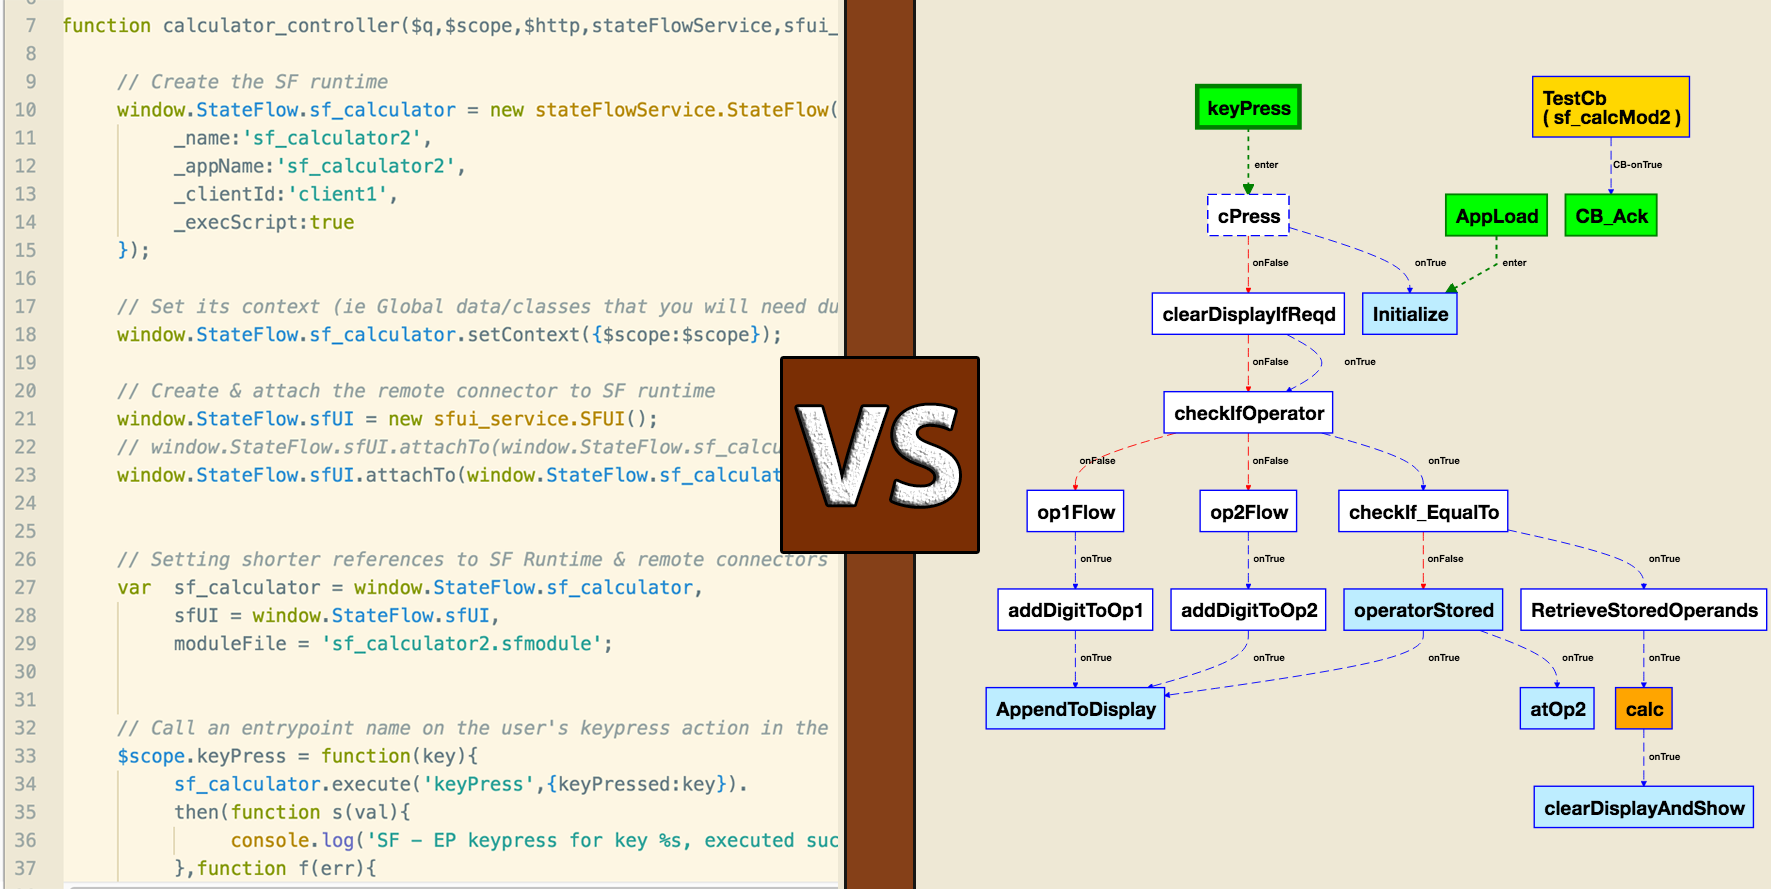 7 function calculator_controller($q,$scope,$http,stateFlowService,sfui_
8
9 // Create the SF runtime
10 window.StateFlow.sf_calculator = new stateFlowService.StateFlow(
11 _name:'sf_calculator2',
12 _appName:'sf_calculator2',
13 _clientId:'client1',
14 _execScript:true
15 });
16
17 // Set its context (ie Global data/classes that you will need du
18 window.StateFlow.sf_calculator.setContext({$scope:$scope});
19
20 // Create & attach the remote connector to SF runtime
21 window.StateFlow.sfUI = new sfui_service.SFUI();
22 // window.StateFlow.sfUI.attachTo(window.StateFlow.sf_calcu
23 window.StateFlow.sfUI.attachTo(window.StateFlow.sf_calculat
24
25
26 // Setting shorter references to SF Runtime & remote connectors
27 var sf_calculator = window.StateFlow.sf_calculator,
28 sfUI = window.StateFlow.sfUI,
29 moduleFile = 'sf_calculator2.sfmodule';
30
31
32 // Call an entrypoint name on the user's keypress action in the
33 $scope.keyPress = function(key){
34 sf_calculator.execute('keyPress',{keyPressed:key}).
35 then(function s(val){
36 console.log('SF – EP keypress for key %s, executed suc
37 },function f(err){
VS
keyPress
TestCb
( sf_calcMod2 )
enter
CB-onTrue
cPress
AppLoad
CB_Ack
onFalse
onTrue
enter
clearDisplayIfReqd
Initialize
onFalse
onTrue
checkIfOperator
onFalse
onFalse
onTrue
op1Flow
op2Flow
checkIf_EqualTo
onTrue
onTrue
onFalse
onTrue
addDigitToOp1
addDigitToOp2
operatorStored
RetrieveStoredOperands
onTrue
onTrue
onTrue
onTrue
onTrue
AppendToDisplay
atOp2
calc
onTrue
clearDisplayAndShow